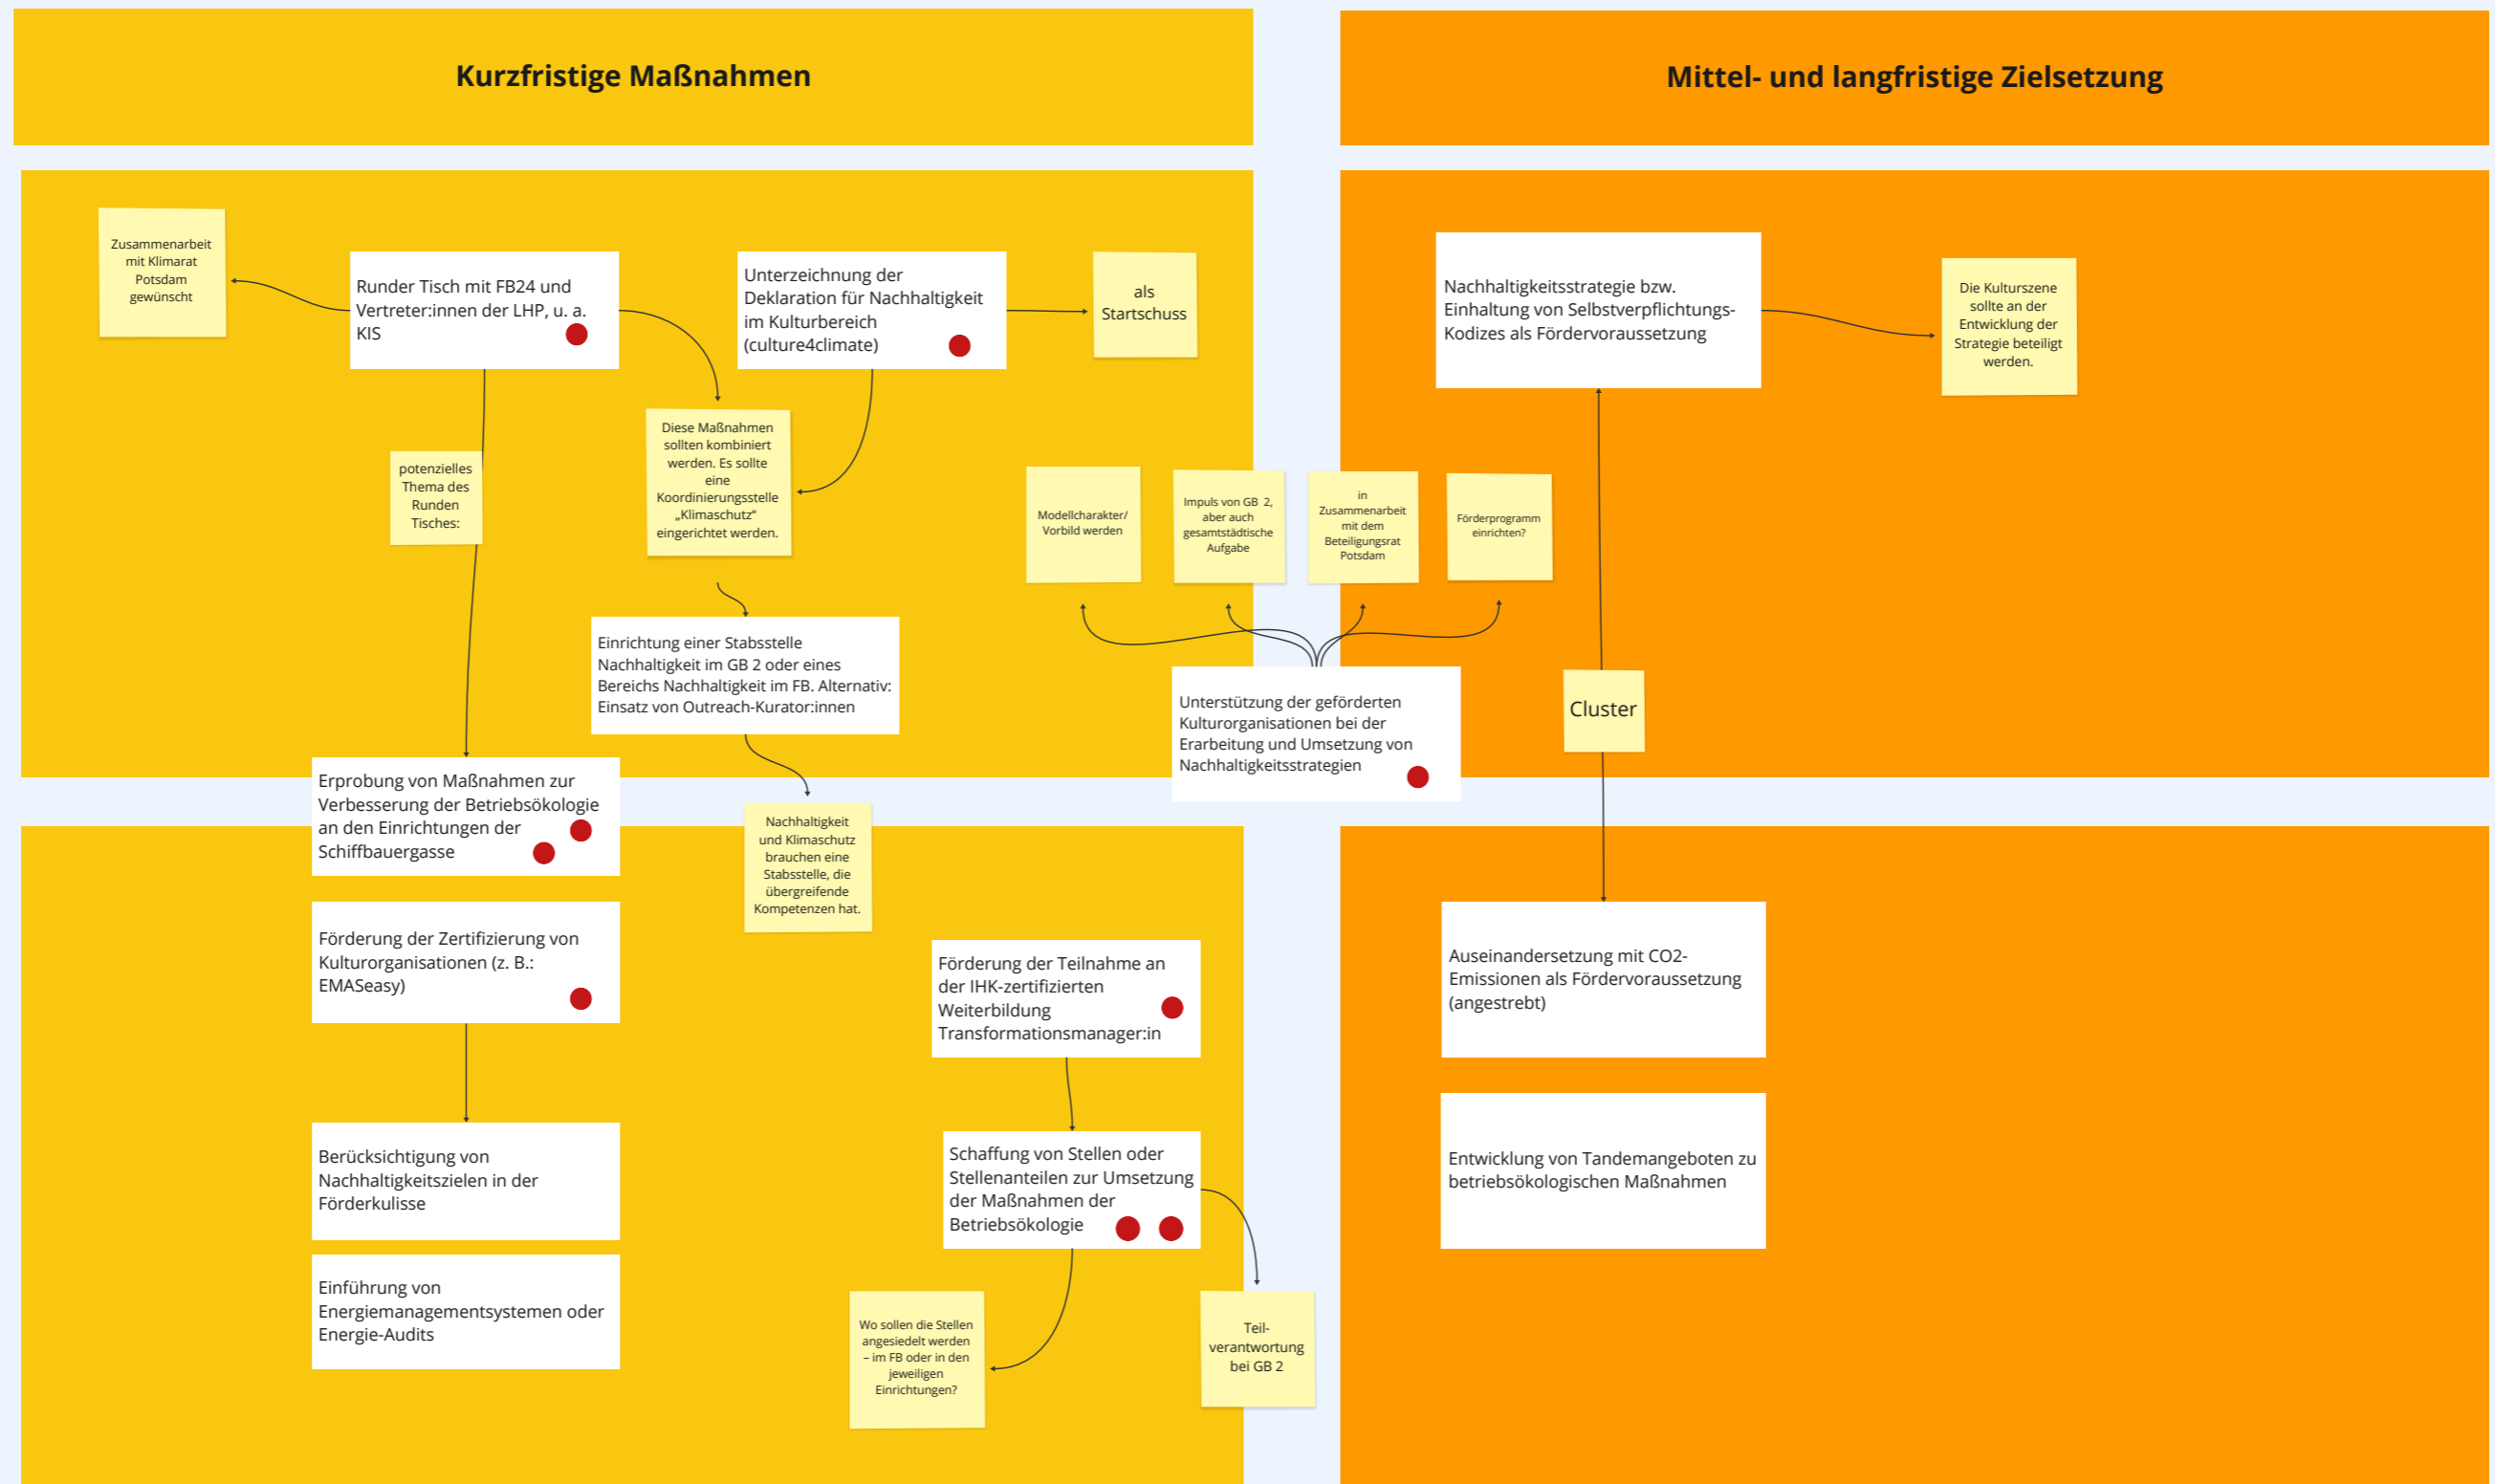 Kurzfristige Maßnahmen
Mittel- und langfristige Zielsetzung
Zusammenarbeit
mit Klimarat
Potsdam
gewünscht
Runder Tisch mit FB24 und
Vertreter:innen der LHP, u. a.
KIS
Unterzeichnung der
Deklaration für Nachhaltigkeit
im Kulturbereich
(culture4climate)
als
Startschuss
Nachhaltigkeitsstrategie bzw.
Einhaltung von Selbstverpflichtungs-
Kodizes als Fördervoraussetzung
Die Kulturszene
sollte an der
Entwicklung der
Strategie beteiligt
werden.
potenzielles
Thema des
Runden
Tisches:
Diese Maßnahmen
sollten kombiniert
werden. Es sollte
eine
Koordinierungsstelle
„Klimaschutz“
eingerichtet werden.
Modellcharakter/
Vorbild werden
Impuls von GB 2,
aber auch
gesamtstädtische
Aufgabe
in
Zusammenarbeit
mit dem
Beteiligungsrat
Potsdam
Förderprogramm
einrichten?
Einrichtung einer Stabsstelle
Nachhaltigkeit im GB 2 oder eines
Bereichs Nachhaltigkeit im FB. Alternativ:
Einsatz von Outreach-Kurator:innen
Unterstützung der geförderten
Kulturorganisationen bei der
Erarbeitung und Umsetzung von
Nachhaltigkeitsstrategien
Cluster
Erprobung von Maßnahmen zur
Verbesserung der Betriebsökologie
an den Einrichtungen der
Schiffbauergasse
Nachhaltigkeit
und Klimaschutz
brauchen eine
Stabsstelle, die
übergreifende
Kompetenzen hat.
Förderung der Zertifizierung von
Kulturorganisationen (z. B.:
EMASeasy)
Förderung der Teilnahme an
der IHK-zertifizierten
Weiterbildung
Transformationsmanager:in
Auseinandersetzung mit CO2-
Emissionen als Fördervoraussetzung
(angestrebt)
Berücksichtigung von
Nachhaltigkeitszielen in der
Förderkulisse
Schaffung von Stellen oder
Stellenanteilen zur Umsetzung
der Maßnahmen der
Betriebsökologie
Entwicklung von Tandemangeboten zu
betriebsökologischen Maßnahmen
Einführung von
Energiemanagementsystemen oder
Energie-Audits
Wo sollen die Stellen
angesiedelt werden
– im FB oder in den
jeweiligen
Einrichtungen?
Teil-
verantwortung
bei GB 2